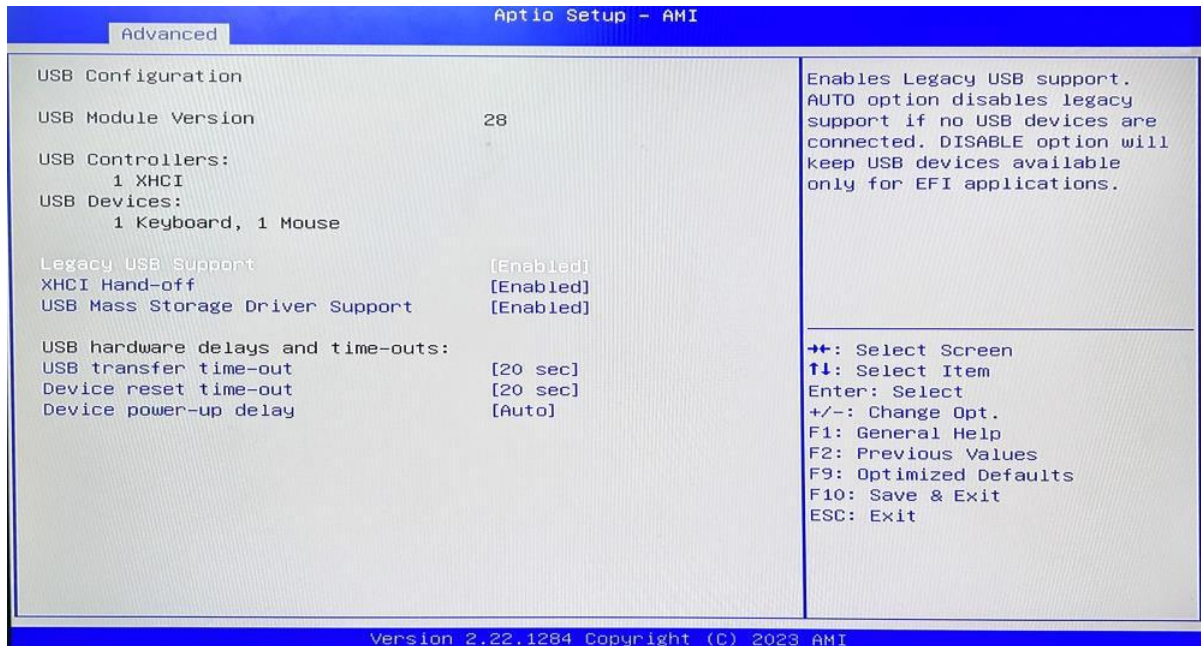 Aptio Setup - AMI
Advanced
USB Configuration
USB Module Version 28
USB Controllers:
1 XHCI
USB Devices:
1 Keyboard, 1 Mouse
Legacy USB Support [Enabled]
XHCI Hand-off [Enabled]
USB Mass Storage Driver Support [Enabled]
USB hardware delays and time-outs:
USB transfer time-out [20 sec]
Device reset time-out [20 sec]
Device power-up delay [Auto]
Enables Legacy USB support.
AUTO option disables legacy
support if no USB devices are
connected. DISABLE option will
keep USB devices available
only for EFI applications.
→←: Select Screen
↑↓: Select Item
Enter: Select
+/-: Change Opt.
F1: General Help
F2: Previous Values
F9: Optimized Defaults
F10: Save & Exit
ESC: Exit
Version 2.22.1284 Copyright (C) 2023 AMI